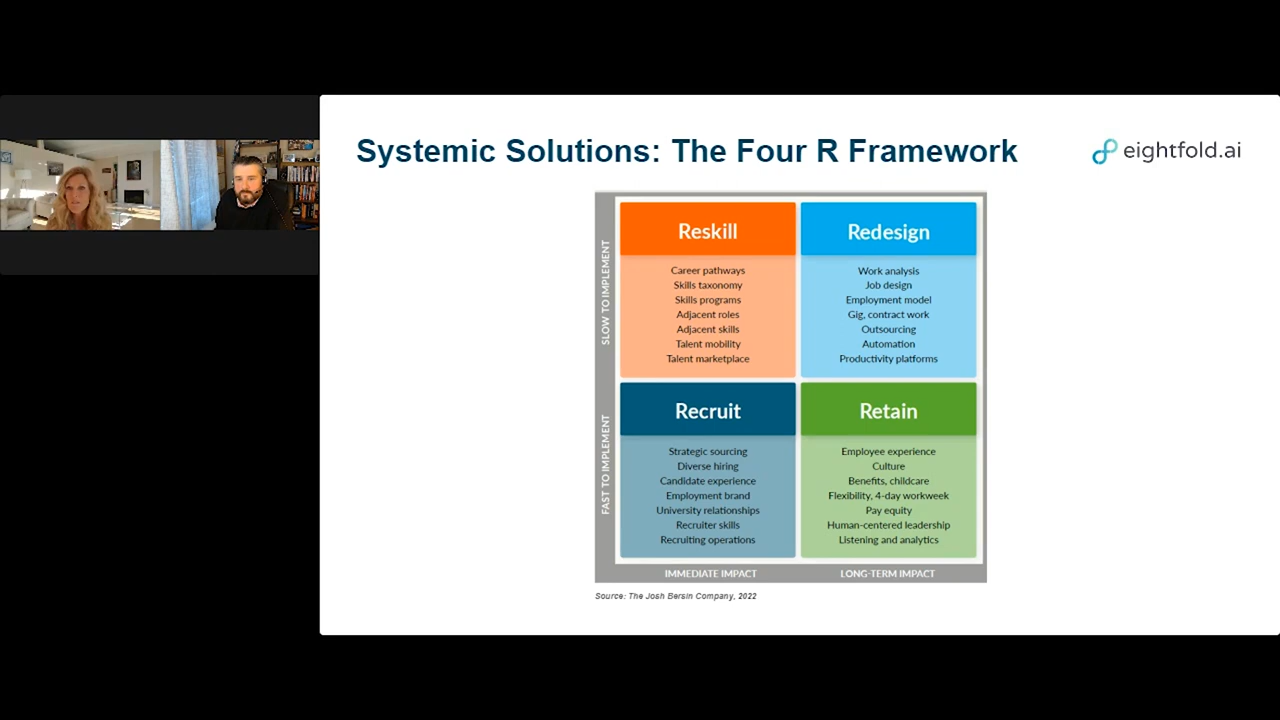 Systemic Solutions: The Four R Framework
eightfold.ai
SLOW TO IMPLEMENT
Reskill
Career pathways
Skills taxonomy
Skills programs
Adjacent roles
Adjacent skills
Talent mobility
Talent marketplace
Redesign
Work analysis
Job design
Employment model
Gig, contract work
Outsourcing
Automation
Productivity platforms
FAST TO IMPLEMENT
Recruit
Strategic sourcing
Diverse hiring
Candidate experience
Employment brand
University relationships
Recruiter skills
Recruiting operations
Retain
Employee experience
Culture
Benefits, childcare
Flexibility, 4-day workweek
Pay equity
Human-centered leadership
Listening and analytics
IMMEDIATE IMPACT
LONG-TERM IMPACT
Source: The Josh Bersin Company, 2022